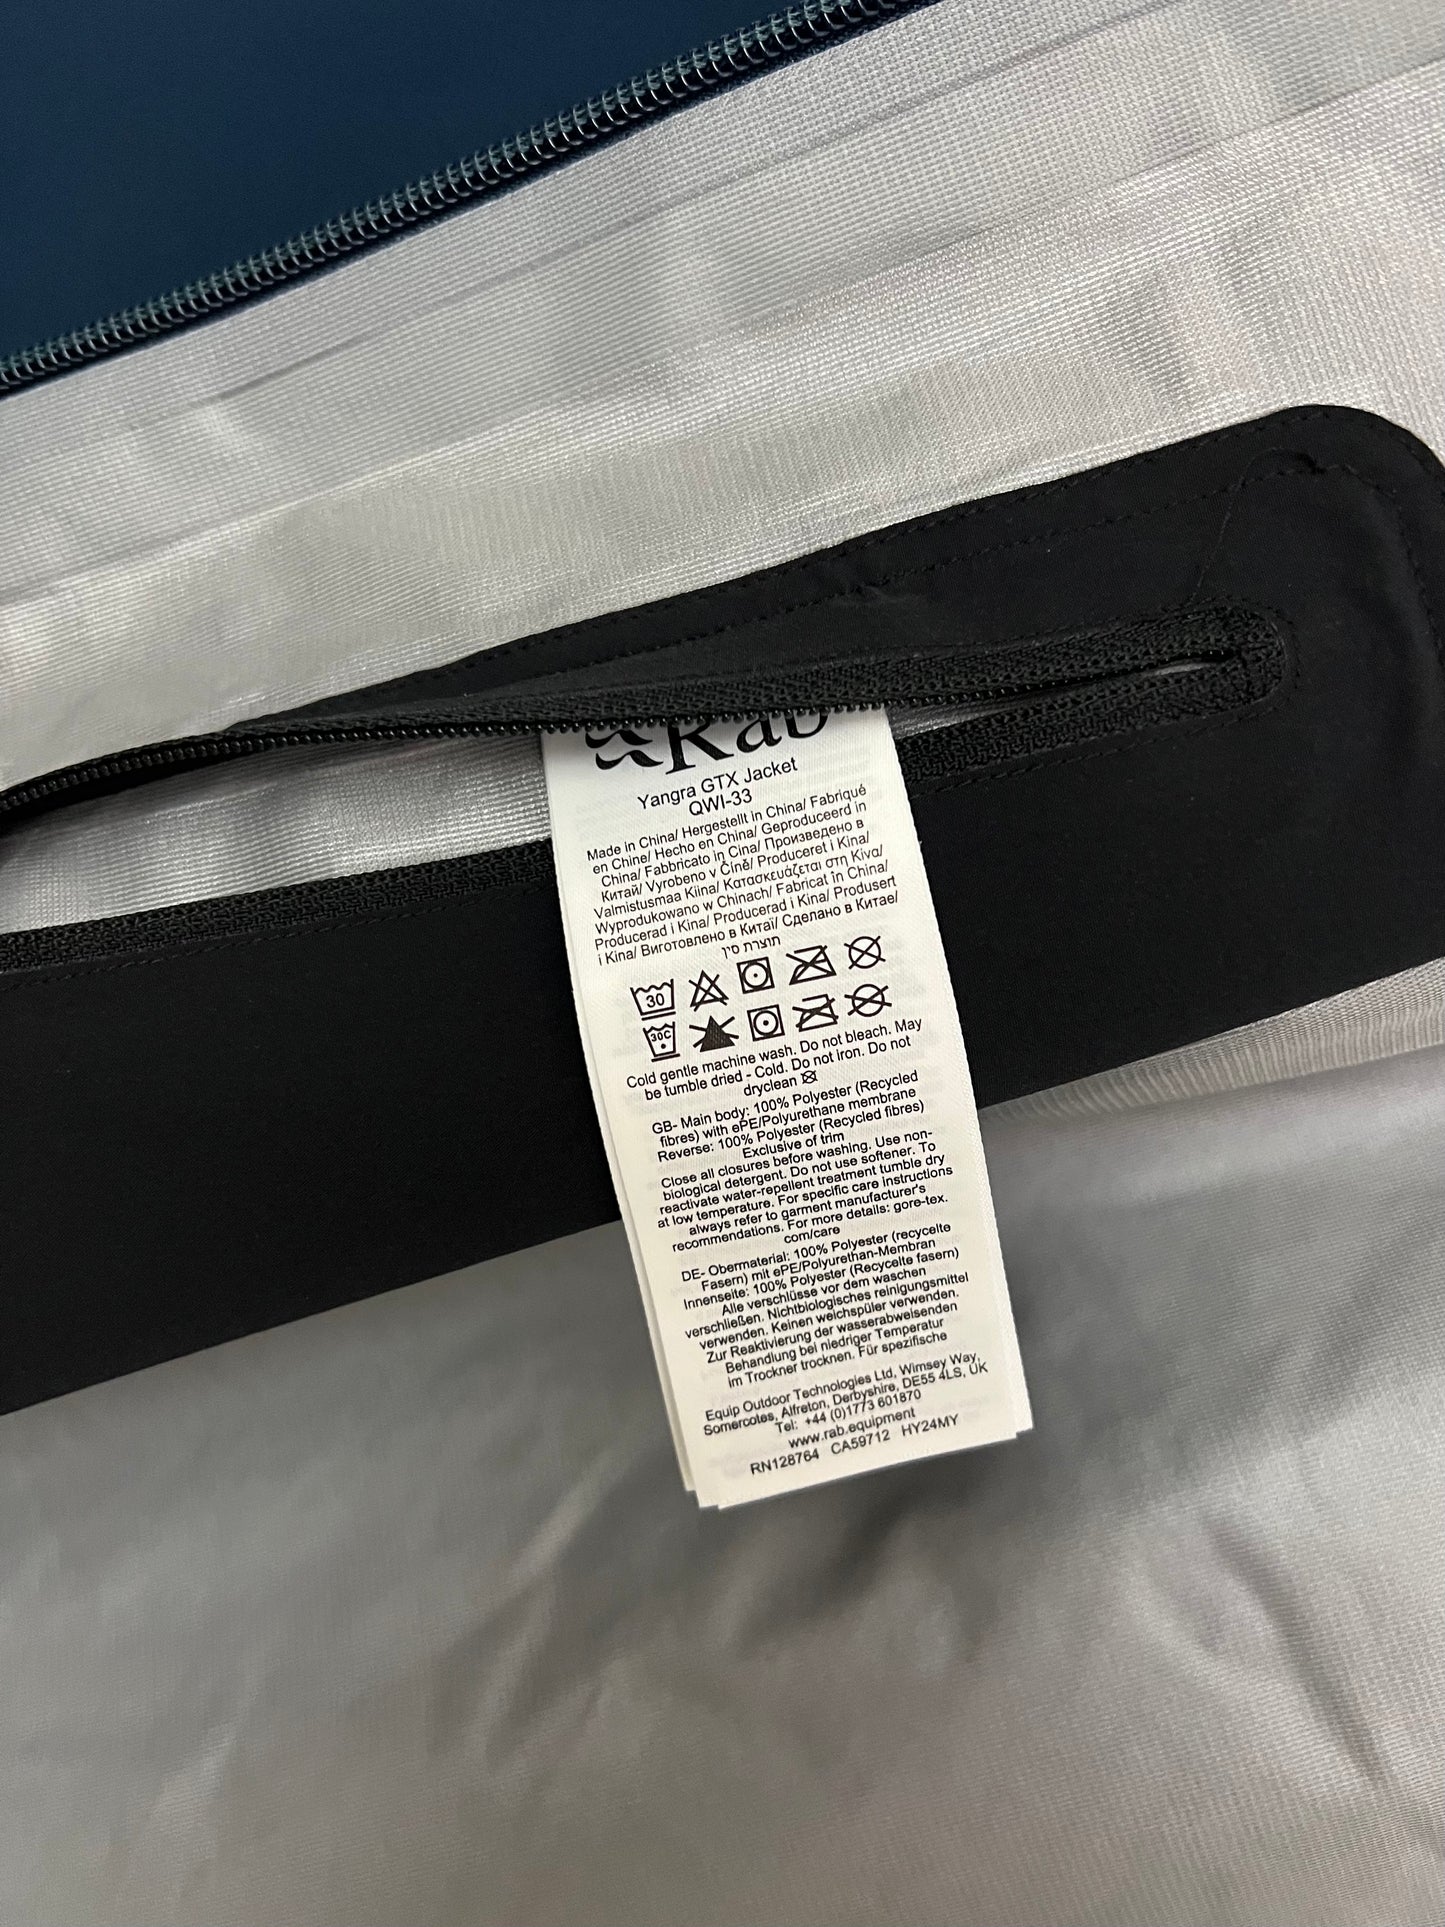 Rab
Yangra GTX Jacket
QWI-33
Made in China/ Hergestellt in China/ Fabriqué
en Chine/ Hecho en China/ Geproduceerd in
China/ Fabbricato in Cina/ Произведено в
Китай/ Vyrobeno v Číně/ Produceret i Kina/
Valmistusmaa Kiina/ Κατασκευάζεται στη Κίνα/
Wyprodukowano w Chinach/ Fabricat în China/
Producerad i Kina/ Producerad i Kina/ Produsert
i Kina/ Виготовлено в Китаї/ Сделано в Китае/
תוצרת סין
30
30C
Cold gentle machine wash. Do not bleach. May
be tumble dried - Cold. Do not iron. Do not
dryclean
GB- Main body: 100% Polyester (Recycled
fibres) with ePE/Polyurethane membrane
Reverse: 100% Polyester (Recycled fibres)
Exclusive of trim
Close all closures before washing. Use non-
biological detergent. Do not use softener. To
reactivate water-repellent treatment tumble dry
at low temperature. For specific care instructions
always refer to garment manufacturer's
recommendations. For more details: gore-tex.
com/care
DE- Obermaterial: 100% Polyester (recycelte
Fasern) mit ePE/Polyurethan-Membran
Innenseite: 100% Polyester (Recycelte fasern)
Alle verschlüsse vor dem waschen
verschließen. Nichtbiologisches reinigungsmittel
verwenden. Keinen weichspüler verwenden.
Zur Reaktivierung der wasserabweisenden
Behandlung bei niedriger Temperatur
im Trockner trocknen. Für spezifische
Equip Outdoor Technologies Ltd, Wimsey Way,
Somercotes, Alfreton, Derbyshire, DE55 4LS, UK
Tel: +44 (0)1773 601870
www.rab.equipment
RN128764 CA59712 HY24MY